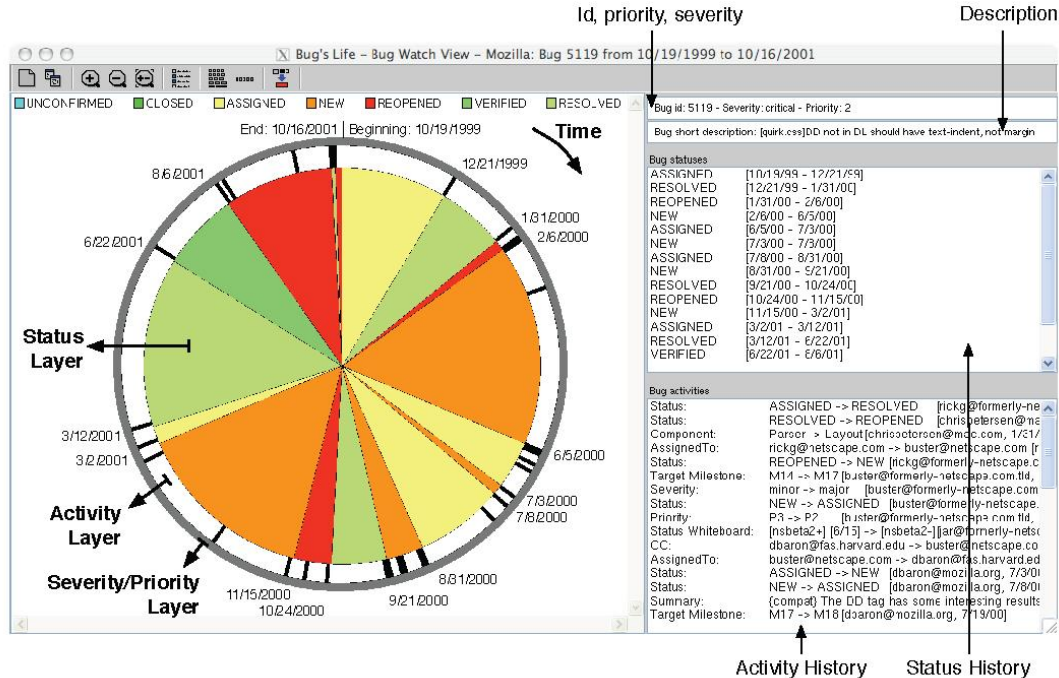 Id, priority, severity
Description
Bug's Life – Bug Watch View – Mozilla: Bug 5119 from 10/19/1999 to 10/16/2001
UNCONFIRMED CLOSED ASSIGNED NEW REOPENED VERIFIED RESOLVED
Bug id: 5119 - Severity: critical - Priority: 2
Bug short description: [quirk.css]DD not in DL should have text-indent, not margin
End: 10/16/2001 Beginning: 10/19/1999
Time
12/21/1999
1/31/2000
2/6/2000
6/5/2000
7/3/2000
7/8/2000
8/31/2000
9/21/2000
10/24/2000
11/15/2000
3/2/2001
3/12/2001
6/22/2001
8/6/2001
Status
Layer
Activity
Layer
Severity/Priority
Layer
Bug statuses
ASSIGNED [10/19/99 - 12/21/99]
RESOLVED [12/21/99 - 1/31/00]
REOPENED [1/31/00 - 2/6/00]
NEW [2/6/00 - 6/5/00]
ASSIGNED [6/5/00 - 7/3/00]
NEW [7/3/00 - 7/3/00]
ASSIGNED [7/8/00 - 8/31/00]
NEW [8/31/00 - 9/21/00]
RESOLVED [9/21/00 - 10/24/00]
REOPENED [10/24/00 - 11/15/00]
NEW [11/15/00 - 3/2/01]
ASSIGNED [3/2/01 - 3/12/01]
RESOLVED [3/12/01 - 6/22/01]
VERIFIED [6/22/01 - 8/6/01]
Bug activities
Status: ASSIGNED -> RESOLVED [rickg@formerly-ne
Status: RESOLVED -> REOPENED [chrispetersen@ma
Component: Parser -> Layout [chrispetersen@mac.com, 1/31/
AssignedTo: rickg@netscape.com -> buster@netscape.com [r
Status: REOPENED -> NEW [rickg@formerly-netscape.c
Target Milestone: M14 -> M17 [buster@formerly-netscape.com.tld,
Severity: minor -> major [buster@formerly-netscape.com
Status: NEW -> ASSIGNED [buster@formerly-netscape.
Priority: P3 -> P2 [buster@formerly-netscape.com.tld,
Status Whiteboard: [nsbeta2+] [6/15] -> [nsbeta2-][jar@formerly-netsc
CC: dbaron@fas.harvard.edu -> buster@netscape.co
AssignedTo: buster@netscape.com -> dbaron@fas.harvard.ed
Status: ASSIGNED -> NEW [dbaron@mozilla.org, 7/3/00
Status: NEW -> ASSIGNED [dbaron@mozilla.org, 7/8/00
Summary: {compat} The DD tag has some interesting results
Target Milestone: M17 -> M18 [dbaron@mozilla.org, 7/19/00]
Activity History
Status History